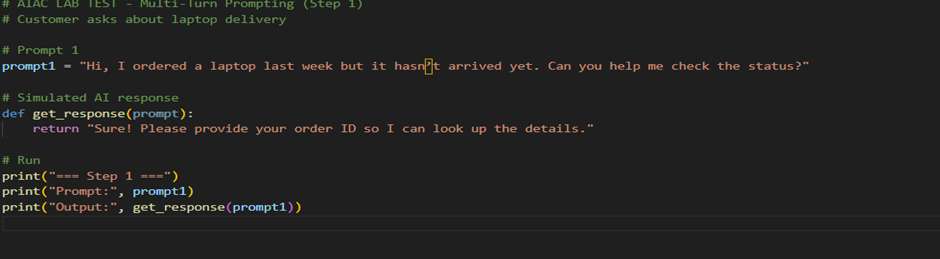 # AIAC LAB TEST - Multi-Turn Prompting (Step 1)
# Customer asks about laptop delivery
# Prompt 1
prompt1 = "Hi, I ordered a laptop last week but it hasn’t arrived yet. Can you help me check the status?"
# Simulated AI response
def get_response(prompt):
    return "Sure! Please provide your order ID so I can look up the details."
# Run
print("=== Step 1 ===")
print("Prompt:", prompt1)
print("Output:", get_response(prompt1))